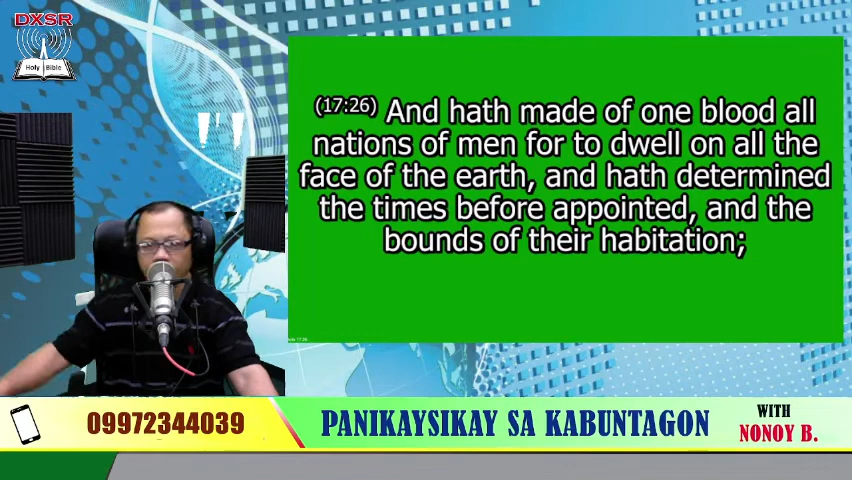 DXSR
Holy Bible
(17:26) And hath made of one blood all
nations of men for to dwell on all the
face of the earth, and hath determined
the times before appointed, and the
bounds of their habitation;
09972344039
PANIKAYSIKAY SA KABUNTAGON
WITH
NONOY B.